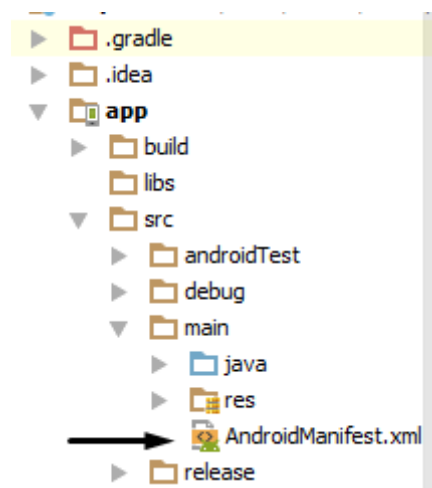 .gradle
.idea
app
build
libs
src
androidTest
debug
main
java
res
AndroidManifest.xml
release